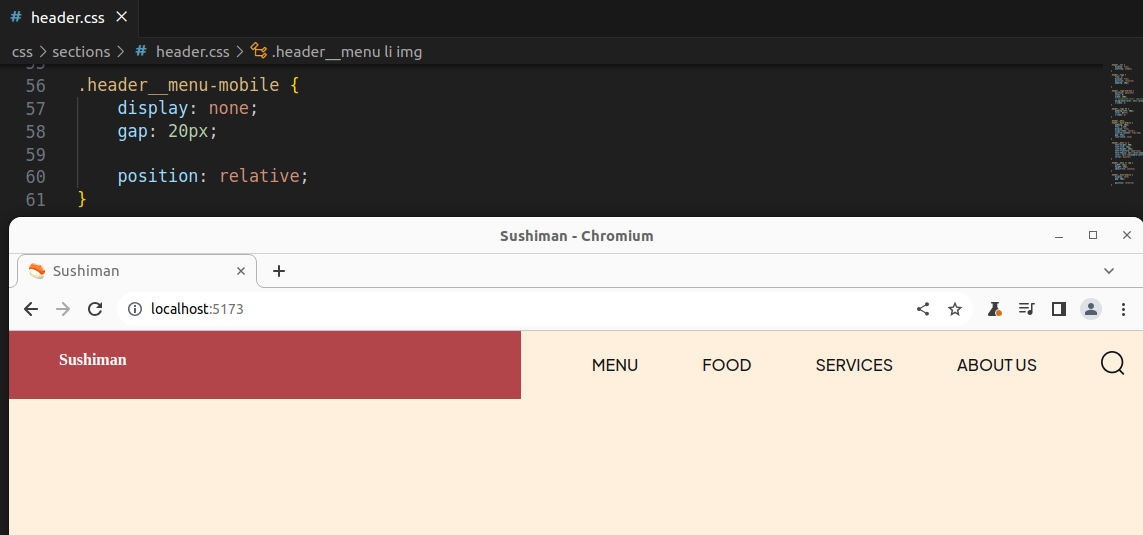 # header.css ×
css > sections > # header.css > .header__menu li img
55
56 .header__menu-mobile {
57 display: none;
58 gap: 20px;
59
60 position: relative;
61 }
Sushiman - Chromium
Sushiman
localhost:5173
Sushiman MENU FOOD SERVICES ABOUT US